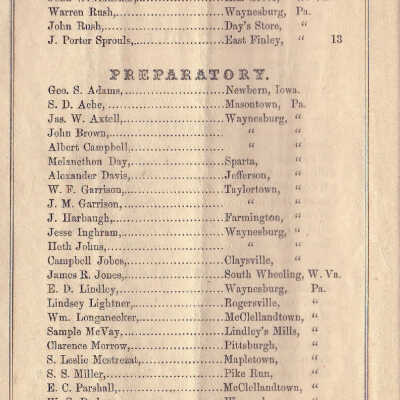 Warren Rush,..........Waynesburg, Pa.
John Rush,..........Day's Store, "
J. Porter Sprouls,..........East Finley, " 13
PREPARATORY.
Geo. S. Adams,..........Newbern, Iowa.
S. D. Ache,..........Masontown, Pa.
Jas. W. Axtell,..........Waynesburg, "
John Brown,.......... " "
Albert Campbell,.......... " "
Melancthon Day,..........Sparta, "
Alexander Davis,..........Jefferson, "
W. F. Garrison,..........Taylortown, "
J. M. Garrison,.......... " "
J. Harbaugh,..........Farmington, "
Jesse Inghram,..........Waynesburg, "
Heth Johns,.......... " "
Campbell Jobes,..........Claysville, "
James R. Jones,..........South Wheeling, W. Va.
E. D. Lindley,..........Waynesburg, Pa.
Lindsey Lightner,..........Rogersville, "
Wm. Longanecker,..........McClellandtown, "
Sample McVay,..........Lindley's Mills, "
Clarence Morrow,..........Pittsburgh, "
S. Leslie Mestrezat,..........Mapletown, "
S. S. Miller,..........Pike Run, "
E. C. Parshall,..........McClellandtown, "